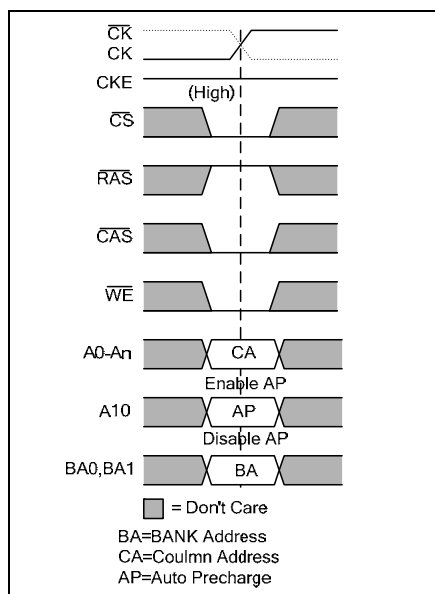 CK
CK
CKE
(High)
CS
RAS
CAS
WE
A0-An
CA
Enable AP
A10
AP
Disable AP
BA0,BA1
BA
= Don't Care
BA=BANK Address
CA=Coulmn Address
AP=Auto Precharge